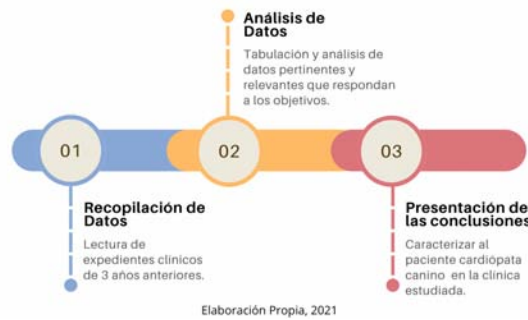 Análisis de
Datos
Tabulación y análisis de
datos pertinentes y
relevantes que respondan
a los objetivos.
01
02
03
Recopilación de
Datos
Lectura de
expedientes clínicos
de 3 años anteriores.
Presentación de
las conclusiones
Caracterizar al
paciente cardiópata
canino en la clínica
estudiada.
Elaboración Propia, 2021